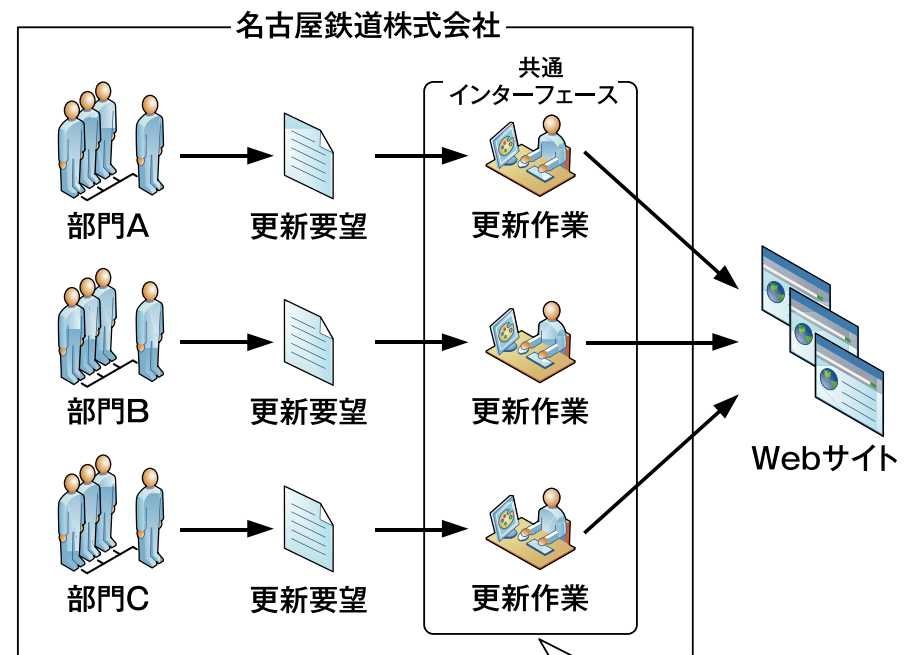 名古屋鉄道株式会社
共通
インターフェース
部門A
更新要望
更新作業
部門B
更新要望
更新作業
Webサイト
部門C
更新要望
更新作業